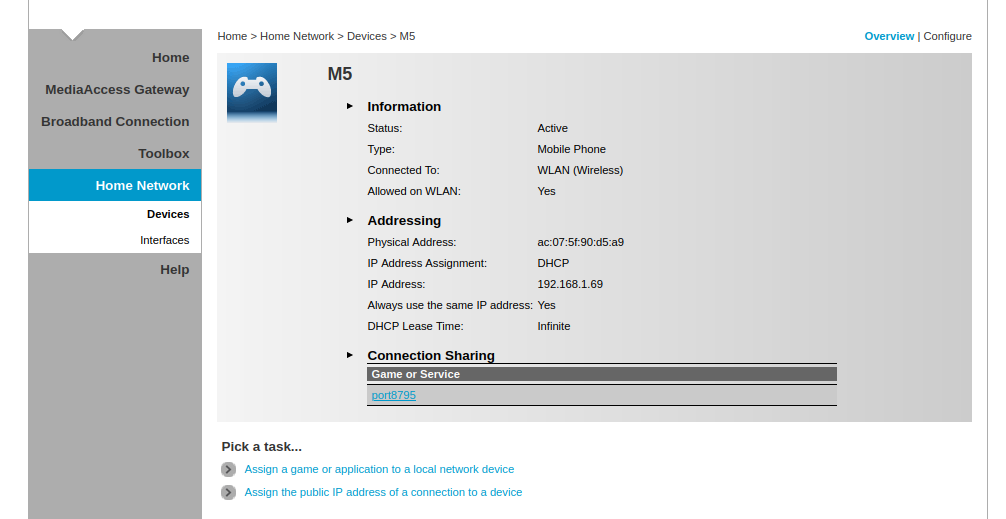 Home > Home Network > Devices > M5
Overview | Configure
Home
MediaAccess Gateway
Broadband Connection
Toolbox
Home Network
Devices
Interfaces
Help
M5
Information
Status: Active
Type: Mobile Phone
Connected To: WLAN (Wireless)
Allowed on WLAN: Yes
Addressing
Physical Address: ac:07:5f:90:d5:a9
IP Address Assignment: DHCP
IP Address: 192.168.1.69
Always use the same IP address: Yes
DHCP Lease Time: Infinite
Connection Sharing
Game or Service
port8795
Pick a task...
Assign a game or application to a local network device
Assign the public IP address of a connection to a device